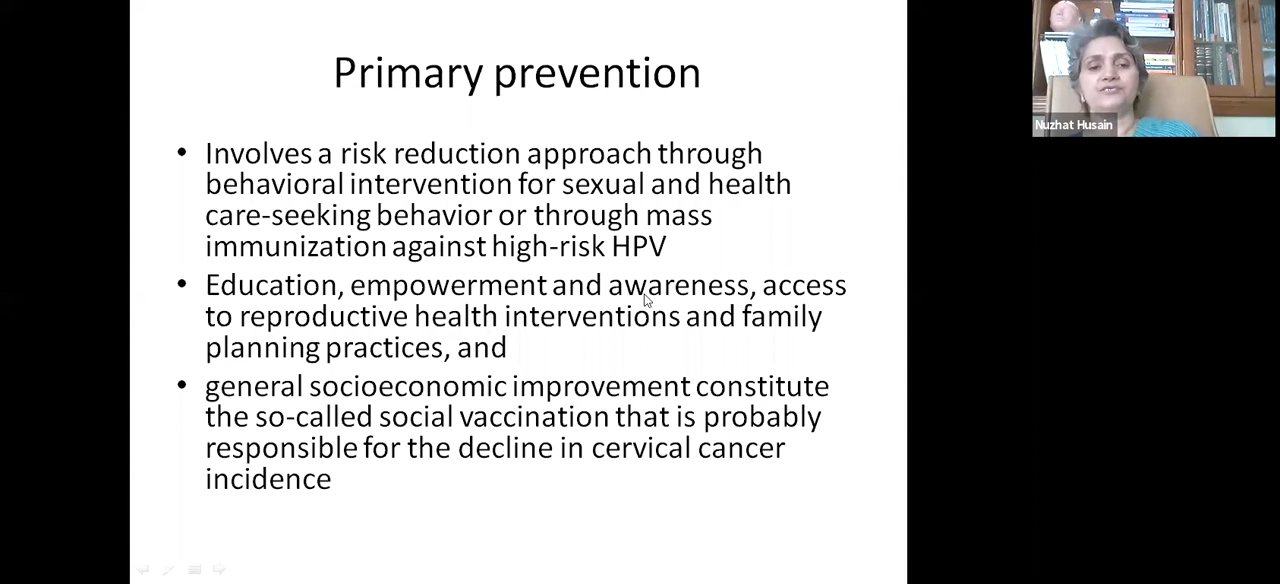 Primary prevention
• Involves a risk reduction approach through
behavioral intervention for sexual and health
care-seeking behavior or through mass
immunization against high-risk HPV
• Education, empowerment and awareness, access
to reproductive health interventions and family
planning practices, and
• general socioeconomic improvement constitute
the so-called social vaccination that is probably
responsible for the decline in cervical cancer
incidence
Nuzhat Husain